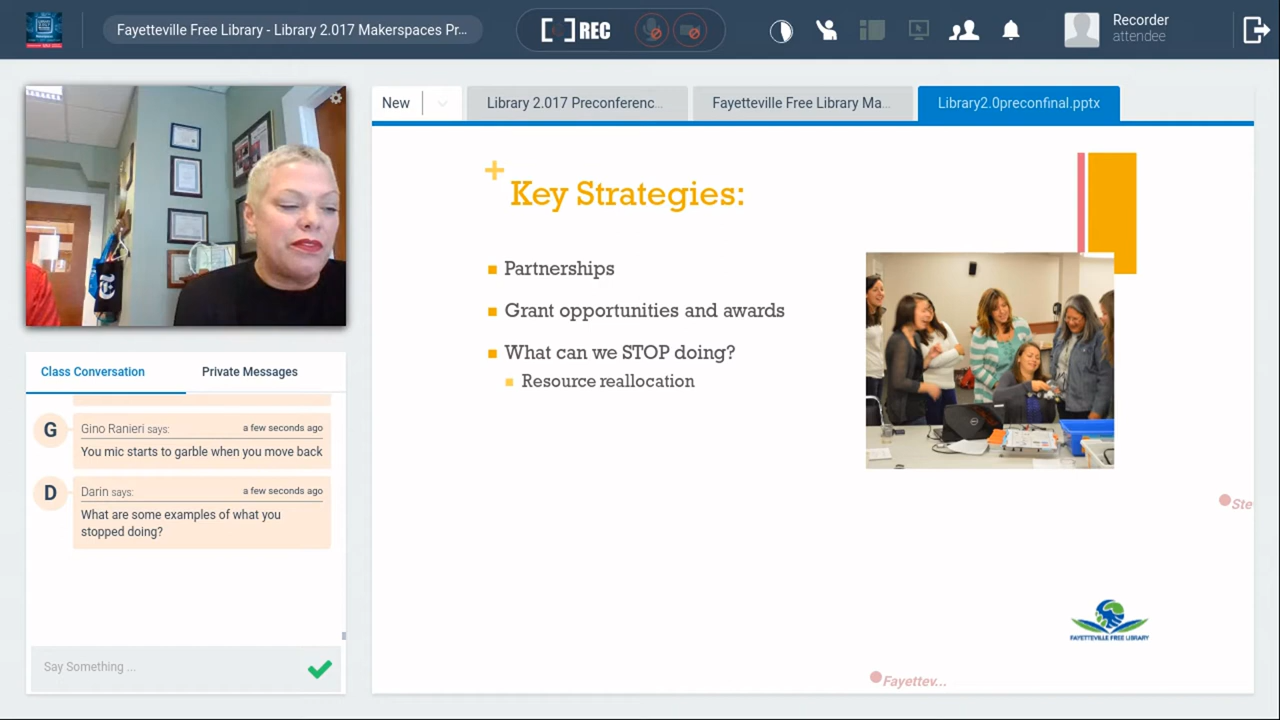 Fayetteville Free Library - Library 2.017 Makerspaces Pr...
[ ] REC
Recorder
attendee
New
Library 2.017 Preconferenc...
Fayetteville Free Library Ma...
Library2.0preconfinal.pptx
+
Key Strategies:
Partnerships
Grant opportunities and awards
What can we STOP doing?
Resource reallocation
Class Conversation
Private Messages
G
Gino Ranieri says:
a few seconds ago
You mic starts to garble when you move back
D
Darin says:
a few seconds ago
What are some examples of what you
stopped doing?
Say Something ...
Ste
FAYETTEVILLE FREE LIBRARY
Fayettev...